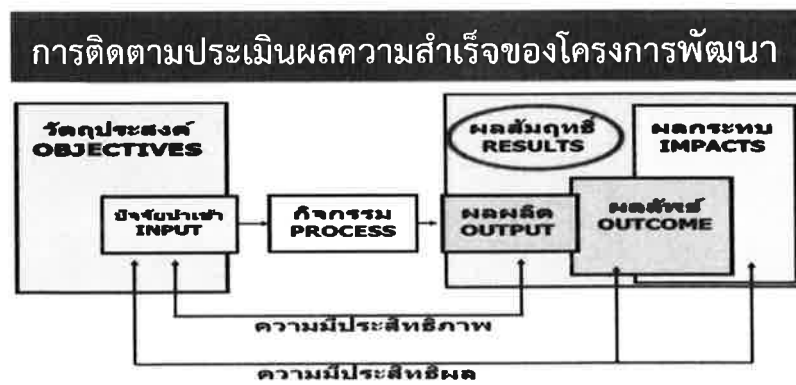 การติดตามประเมินผลความสำเร็จของโครงการพัฒนา
วัตถุประสงค์
OBJECTIVES
ผลสัมฤทธิ์
RESULTS
ผลกระทบ
IMPACTS
ปัจจัยนำเข้า
INPUT
กิจกรรม
PROCESS
ผลผลิต
OUTPUT
ผลลัพธ์
OUTCOME
ความมีประสิทธิภาพ
ความมีประสิทธิผล